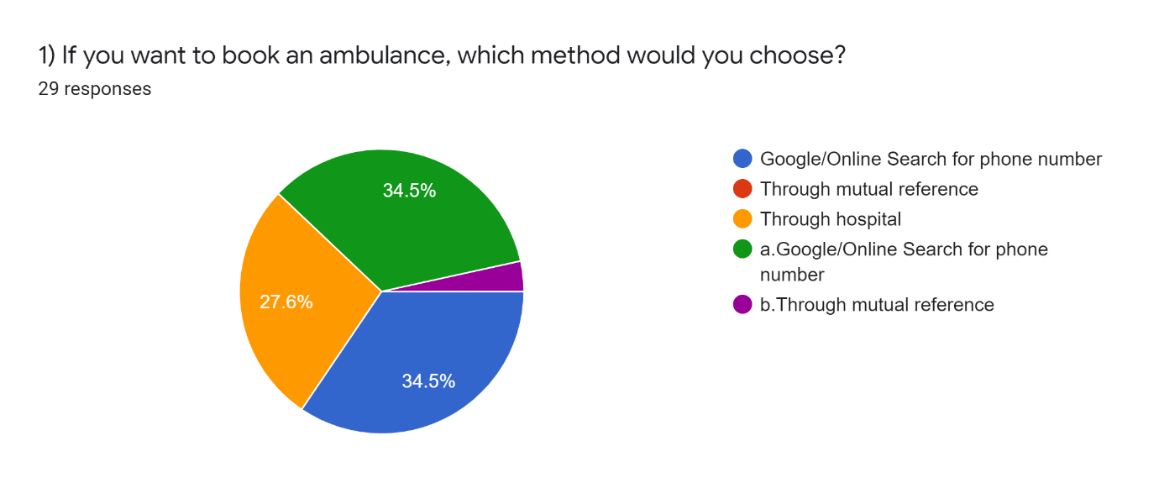 1) If you want to book an ambulance, which method would you choose?
29 responses
34.5%
27.6%
34.5%
Google/Online Search for phone number
Through mutual reference
Through hospital
a.Google/Online Search for phone
number
b.Through mutual reference